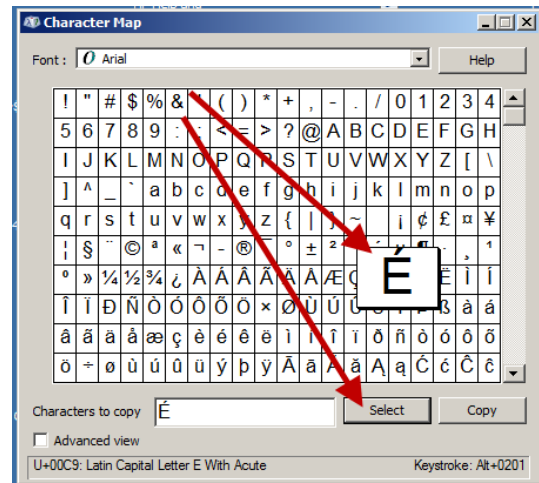 Character Map
Font : O Arial
Help
! " # $ % & ( ) * + , - . / 0 1 2 3 4
5 6 7 8 9 : ; < = > ? @ A B C D E F G H
I J K L M N O P Q R S T U V W X Y Z [ \
] ^ _ ` a b c d e f g h i j k l m n o p
q r s t u v w x y z { | } ~ ¡ ¢ £ ¤ ¥
¦ § ¨ © ª « ¬ - ® ¯ ° ± ² ¸ ¹
º » ¼ ½ ¾ ¿ À Á Â Ã Ä Å Æ Ç É Ë Ì Í
Î Ï Ð Ñ Ò Ó Ô Õ Ö × Ø Ù Ú ß à á
â ã ä å æ ç è é ê ë ì í î ï ð ñ ò ó ô õ
ö ÷ ø ù ú û ü ý þ ÿ Ā ā Ă ă Ą ą Ć ć Ĉ ĉ
Characters to copy É Select Copy
Advanced view
U+00C9: Latin Capital Letter E With Acute Keystroke: Alt+0201